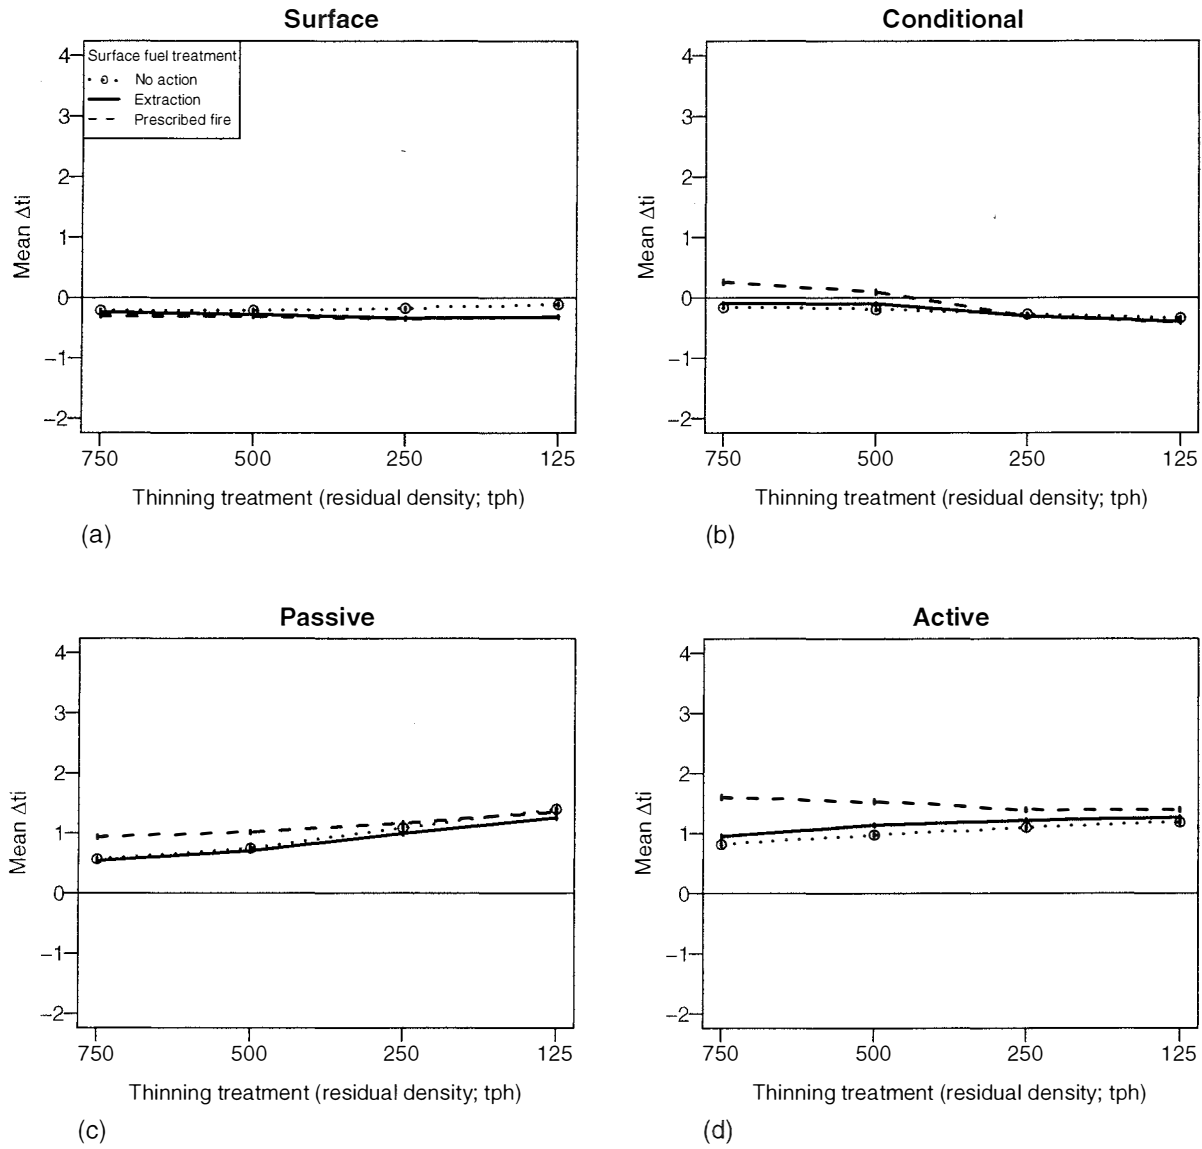 Surface
4
3
2
1
0
−1
−2
Mean Δti
Surface fuel treatment
No action
Extraction
Prescribed fire
750 500 250 125
Thinning treatment (residual density; tph)
(a)
Conditional
4
3
2
1
0
−1
−2
Mean Δti
750 500 250 125
Thinning treatment (residual density; tph)
(b)
Passive
4
3
2
1
0
−1
−2
Mean Δti
750 500 250 125
Thinning treatment (residual density; tph)
(c)
Active
4
3
2
1
0
−1
−2
Mean Δti
750 500 250 125
Thinning treatment (residual density; tph)
(d)